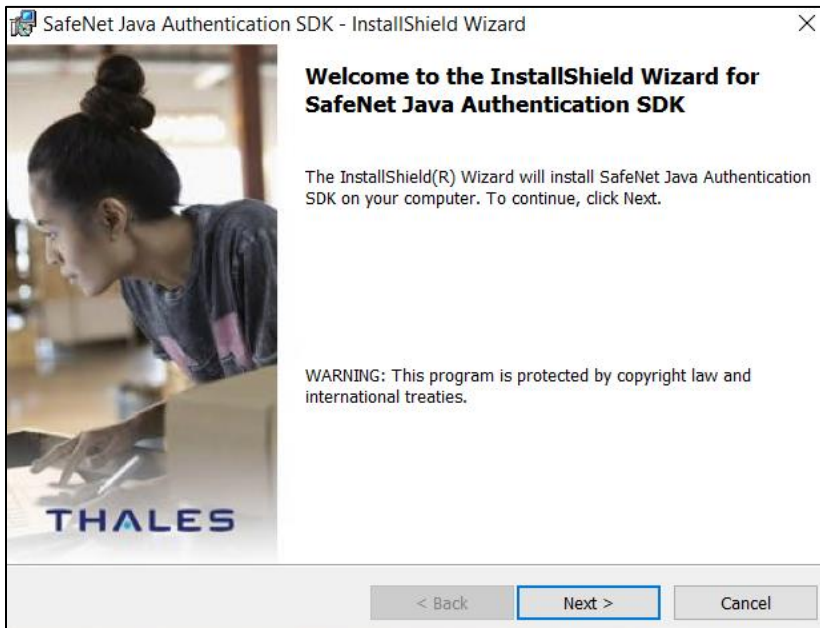 SafeNet Java Authentication SDK - InstallShield Wizard
Welcome to the InstallShield Wizard for
SafeNet Java Authentication SDK
The InstallShield(R) Wizard will install SafeNet Java Authentication
SDK on your computer. To continue, click Next.
WARNING: This program is protected by copyright law and
international treaties.
THALES
< Back
Next >
Cancel